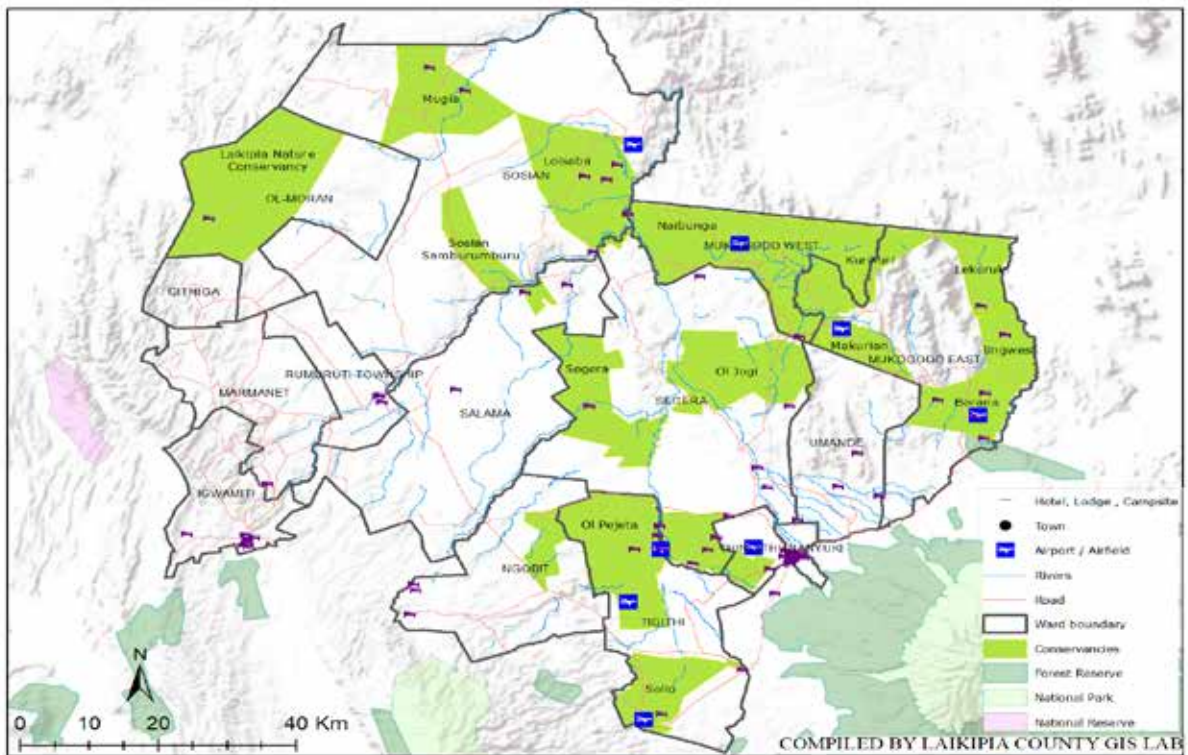 Mugie
Laikipia Nature
Conservancy
OL-MORAN
Loisaba
SOSIAN
Sosian
Samburumburu
Naibunga
MUKOGODO WEST
Lekuruk
GITHIGA
Makurian
MUKOGODO EAST
Ilngwesi
RUMURUTI TOWNSHIP
MARMANET
Segera
Ol Jogi
SEGERA
SALAMA
Borana
UMANDE
IGWAMITI
Ol Pejeta
NGOBIT
TIGITHI
Solio
Hotel, Lodge , Campsite
Town
Airport / Airfield
Rivers
Road
Ward boundary
Conservancies
Forest Reserve
National Park
National Reserve
N
0 10 20 40 Km
COMPILED BY LAIKIPIA COUNTY GIS LAB